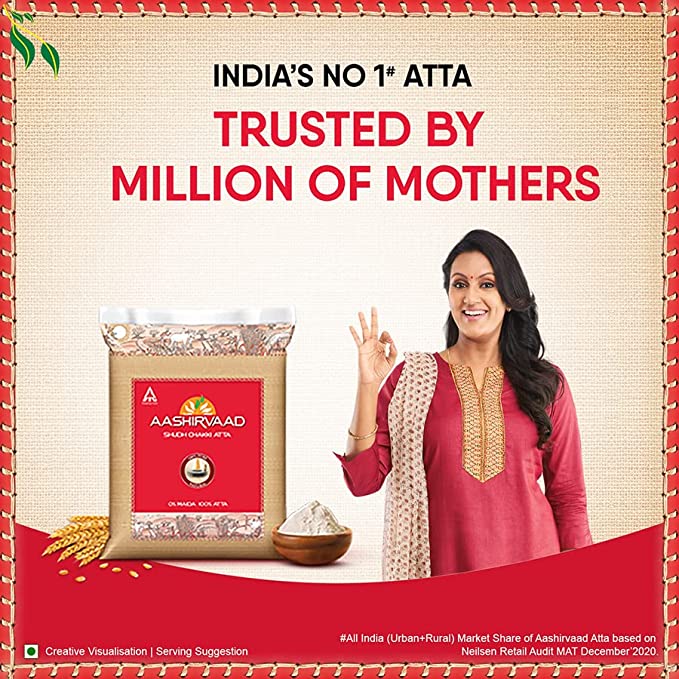 INDIA'S NO 1# ATTA
TRUSTED BY
MILLION OF MOTHERS
AASHIRVAAD
SHUDH CHAKKI ATTA
0% MAIDA 100% ATTA
#All India (Urban+Rural) Market Share of Aashirvaad Atta based on
Neilsen Retail Audit MAT December'2020.
Creative Visualisation | Serving Suggestion